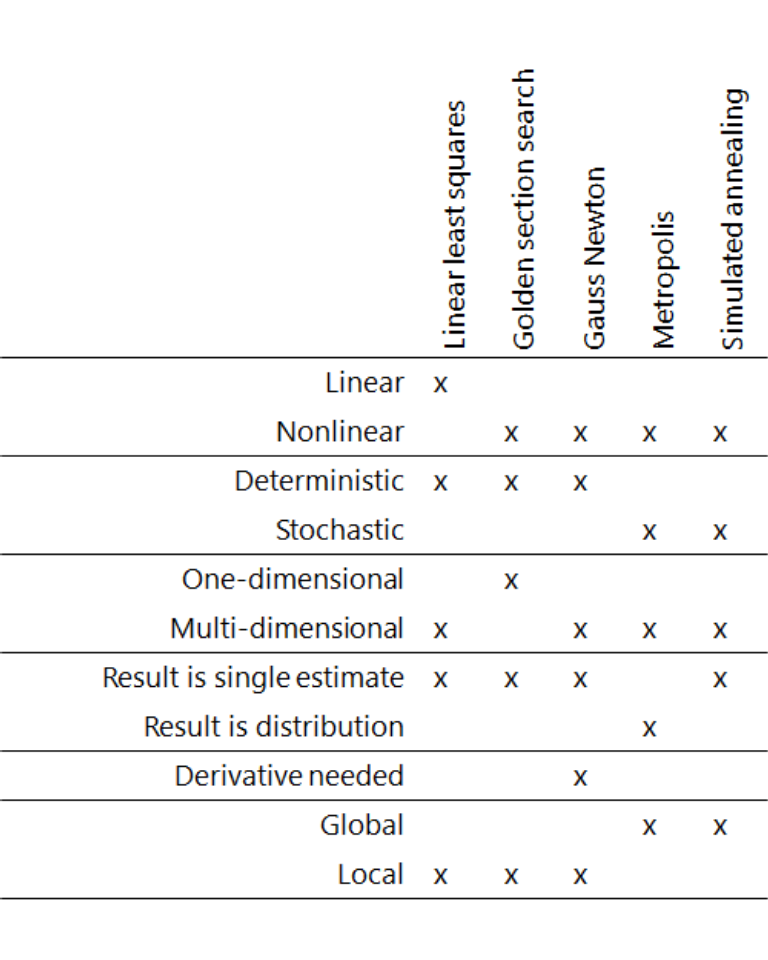 Linear least squares
Golden section search
Gauss Newton
Metropolis
Simulated annealing
Linear x
Nonlinear x x x x
Deterministic x x x
Stochastic x x
One-dimensional x
Multi-dimensional x x x x
Result is single estimate x x x x
Result is distribution x
Derivative needed x
Global x x
Local x x x